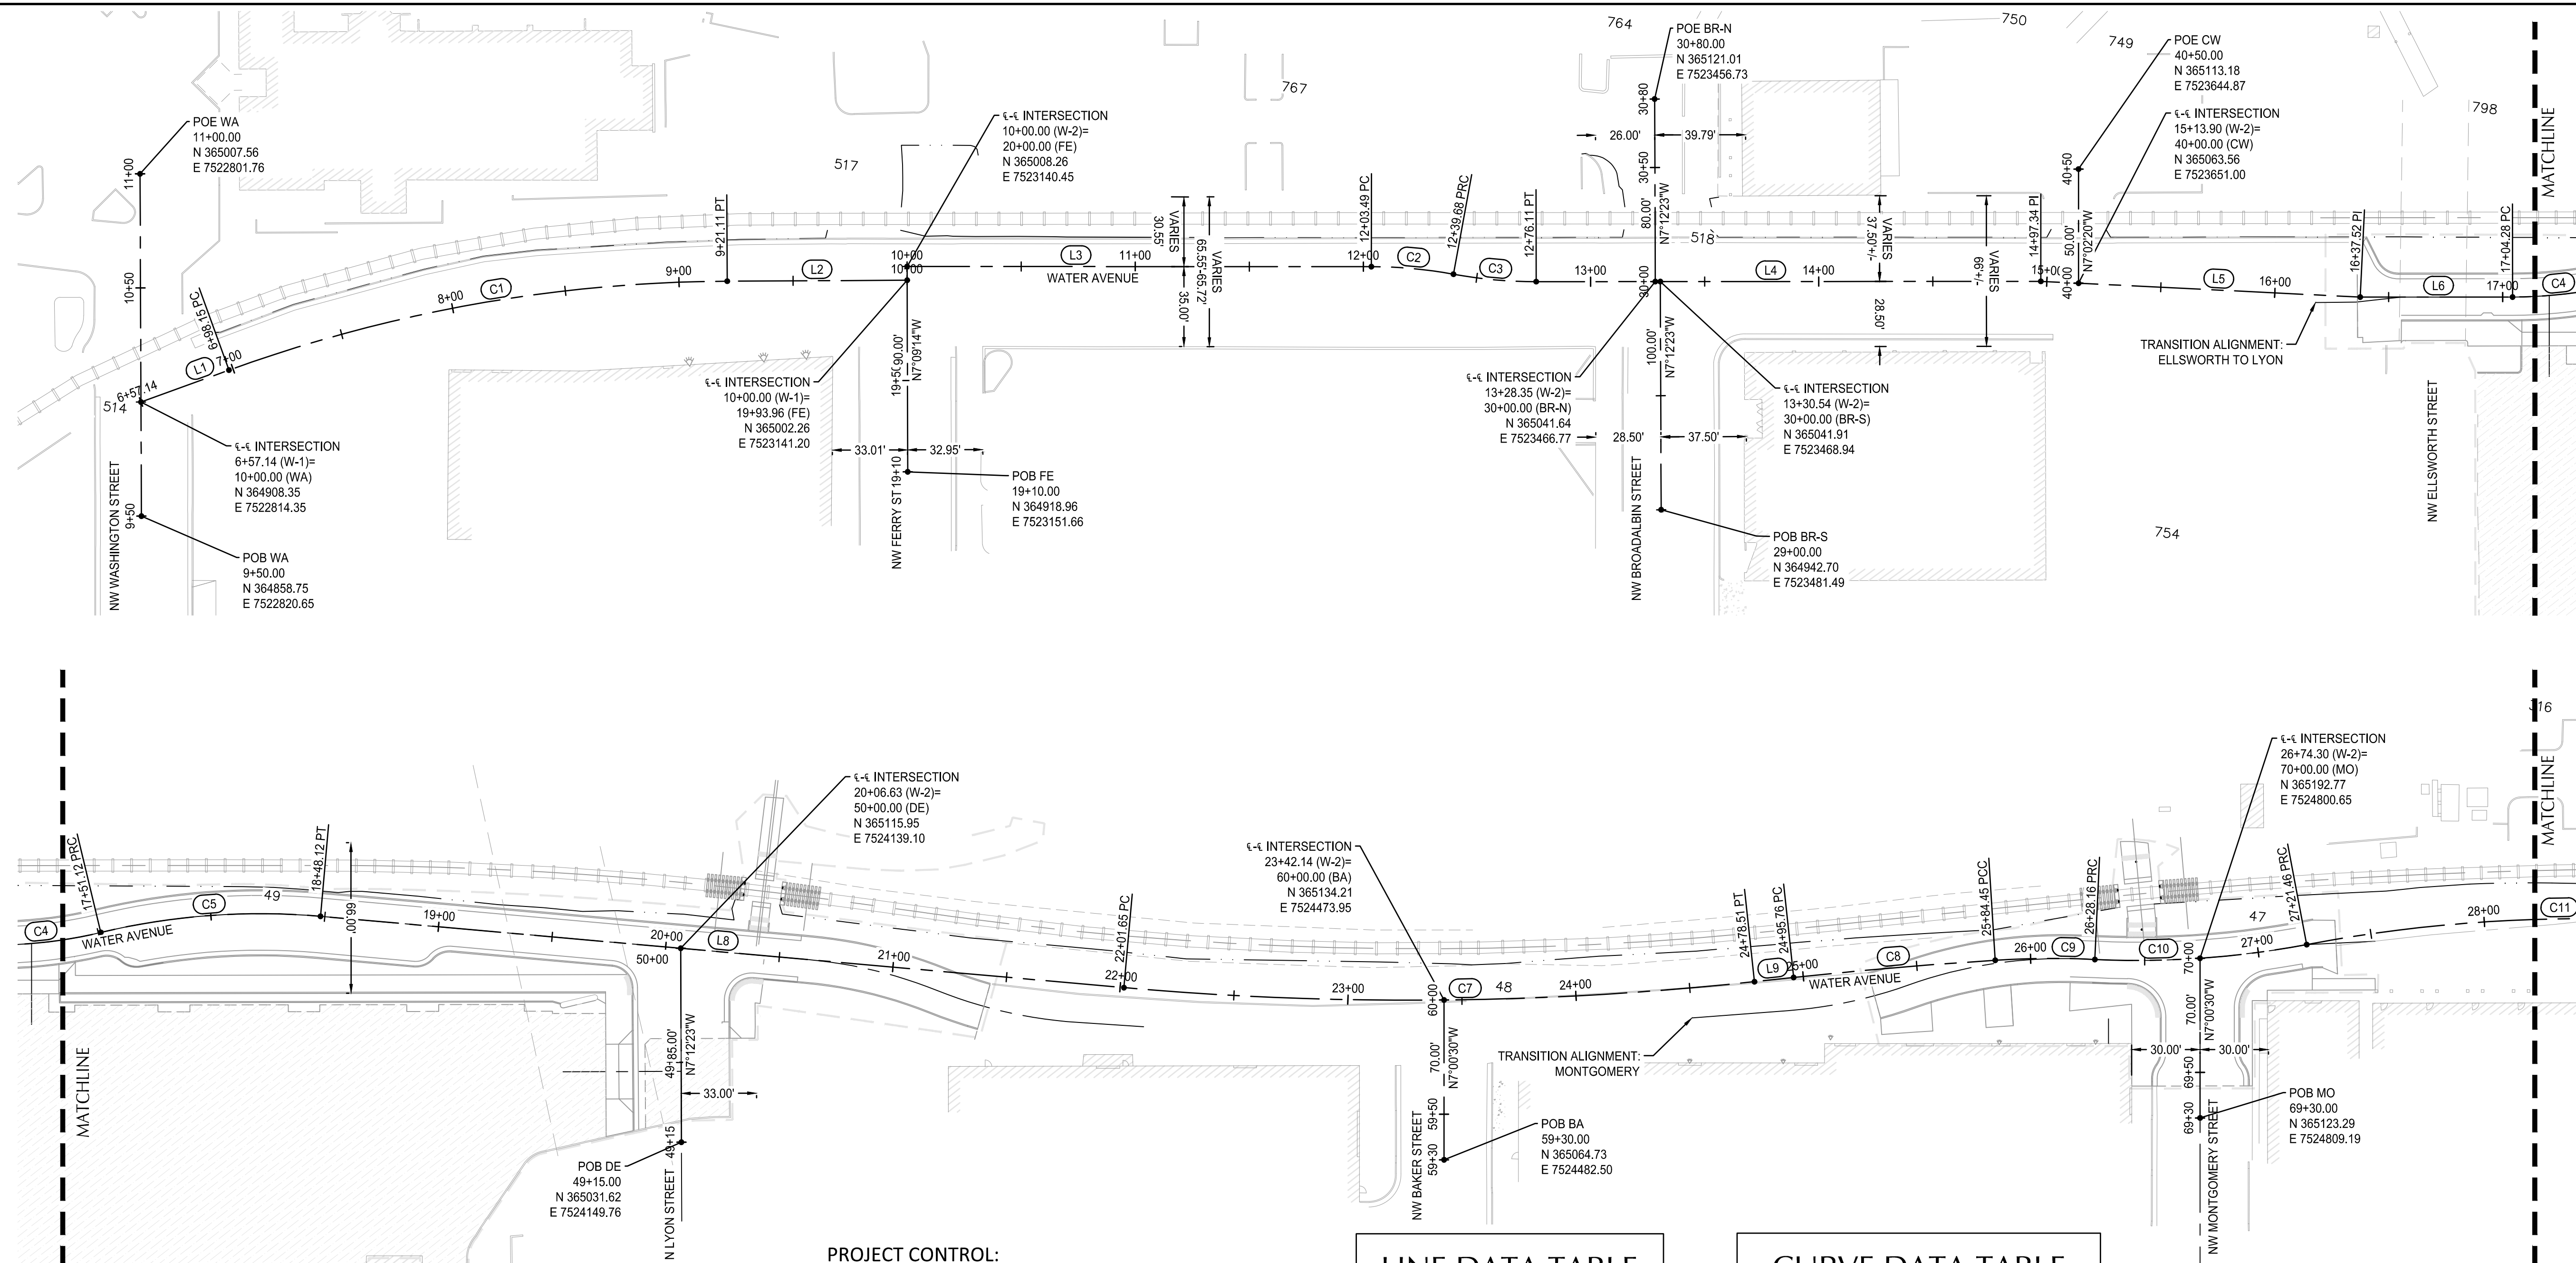 764
750
749
767
798
517
518
514
754
POE WA
11+00.00
N 365007.56
E 7522801.76
11+00
10+50
6+98.15 PC
L1
7+00
6+57.14
NW WASHINGTON STREET
9+50
℄-℄ INTERSECTION
6+57.14 (W-1)=
10+00.00 (WA)
N 364908.35
E 7522814.35
POB WA
9+50.00
N 364858.75
E 7522820.65
8+00
C1
9+00
9+21.11 PT
L2
℄-℄ INTERSECTION
10+00.00 (W-2)=
20+00.00 (FE)
N 365008.26
E 7523140.45
10+00
10+00
L3
11+00
WATER AVENUE
℄-℄ INTERSECTION
10+00.00 (W-1)=
19+93.96 (FE)
N 365002.26
E 7523141.20
19+50
90.00'
N7°09'14"W
33.01'
32.95'
NW FERRY ST
19+10
POB FE
19+10.00
N 364918.96
E 7523151.66
VARIES
30.55'
35.00'
VARIES
65.55'-65.72'
12+00
12+03.49 PC
C2
12+39.68 PRC
C3
12+76.11 PT
13+00
POE BR-N
30+80.00
N 365121.01
E 7523456.73
30+80
26.00'
39.79'
30+50
80.00'
N7°12'23"W
30+00
100.00'
N7°12'23"W
℄-℄ INTERSECTION
13+28.35 (W-2)=
30+00.00 (BR-N)
N 365041.64
E 7523466.77
28.50'
37.50'
NW BROADALBIN STREET
℄-℄ INTERSECTION
13+30.54 (W-2)=
30+00.00 (BR-S)
N 365041.91
E 7523468.94
POB BR-S
29+00.00
N 364942.70
E 7523481.49
L4
14+00
VARIES
37.50'+/-
28.50'
VARIES
66'+/-
14+97.34 PI
15+00
POE CW
40+50.00
N 365113.18
E 7523644.87
℄-℄ INTERSECTION
15+13.90 (W-2)=
40+00.00 (CW)
N 365063.56
E 7523651.00
40+50
50.00'
N7°02'20"W
40+00
L5
16+00
16+37.52 PI
L6
17+00
17+04.28 PC
C4
TRANSITION ALIGNMENT:
ELLSWORTH TO LYON
NW ELLSWORTH STREET
MATCHLINE
MATCHLINE
C4
17+51.12 PRC
WATER AVENUE
C5
49
18+48.12 PT
66.00'
19+00
20+00
50+00
L8
℄-℄ INTERSECTION
20+06.63 (W-2)=
50+00.00 (DE)
N 365115.95
E 7524139.10
49+50
85.00'
N7°12'23"W
33.00'
49+15
POB DE
49+15.00
N 365031.62
E 7524149.76
N LYON STREET
21+00
22+00
22+01.65 PC
℄-℄ INTERSECTION
23+42.14 (W-2)=
60+00.00 (BA)
N 365134.21
E 7524473.95
23+00
60+00
C7
48
24+00
70.00'
N7°00'30"W
59+50
59+30
NW BAKER STREET
POB BA
59+30.00
N 365064.73
E 7524482.50
24+78.51 PT
24+95.76 PC
L9
25+00
WATER AVENUE
C8
TRANSITION ALIGNMENT:
MONTGOMERY
25+84.45 PCC
26+00
C9
26+28.16 PRC
C10
℄-℄ INTERSECTION
26+74.30 (W-2)=
70+00.00 (MO)
N 365192.77
E 7524800.65
70+00
47
27+00
27+21.46 PRC
28+00
C11
70.00'
N7°00'30"W
30.00'
30.00'
69+50
69+30
NW MONTGOMERY STREET
POB MO
69+30.00
N 365123.29
E 7524809.19
MATCHLINE
PROJECT CONTROL:
LINE DATA TABLE
CURVE DATA TABLE